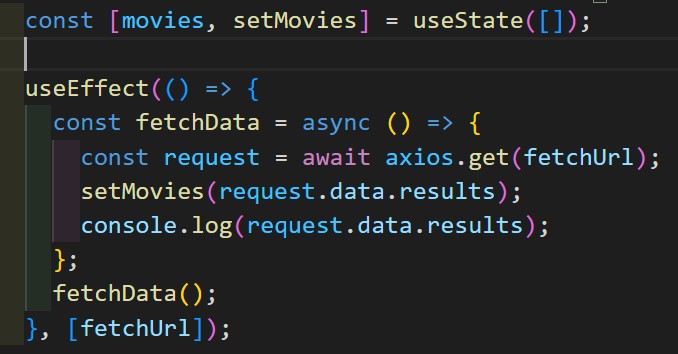 const [movies, setMovies] = useState([]);
useEffect(() => {
const fetchData = async () => {
const request = await axios.get(fetchUrl);
setMovies(request.data.results);
console.log(request.data.results);
};
fetchData();
}, [fetchUrl]);